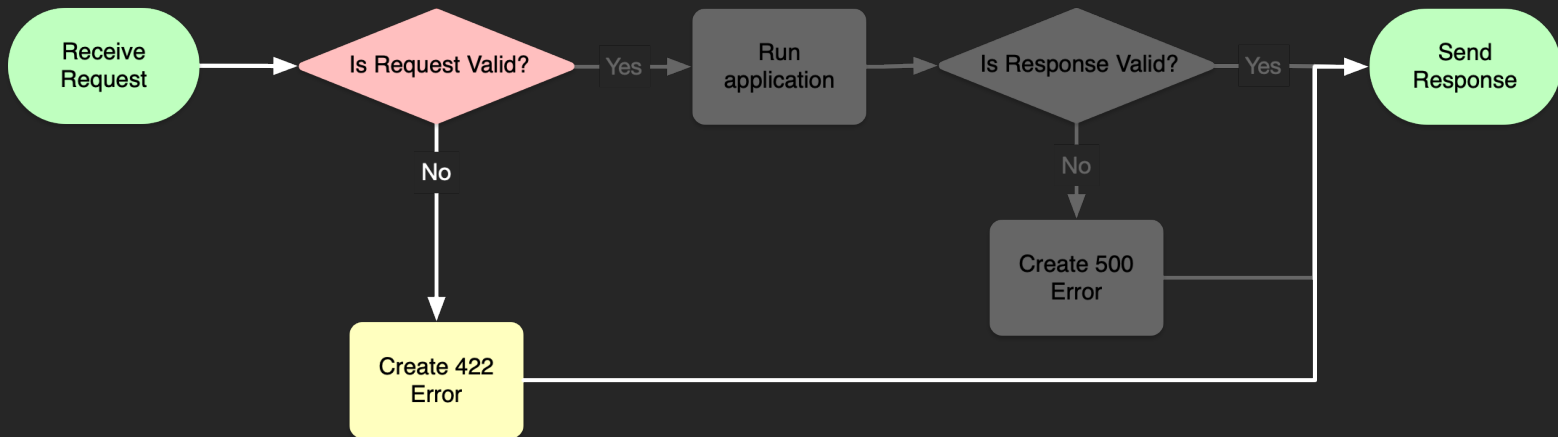 Receive
Request
Is Request Valid?
Yes
Run
application
Is Response Valid?
Yes
Send
Response
No
No
Create 500
Error
Create 422
Error